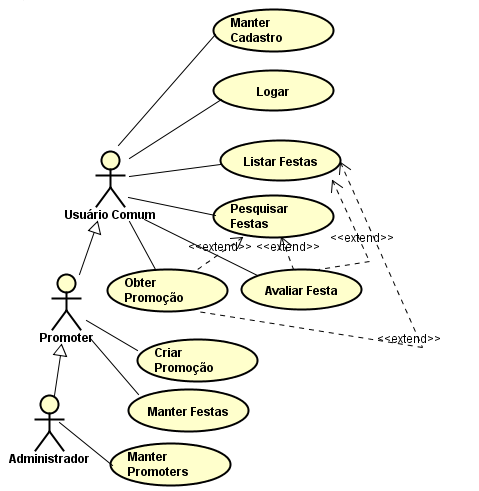 Manter
Cadastro
Logar
Listar Festas
Usuário Comum
Pesquisar
Festas
<<extend>>
<<extend>>
<<extend>>
Obter
Promoção
Avaliar Festa
Promoter
<<extend>>
Criar
Promoção
Manter Festas
Administrador
Manter
Promoters